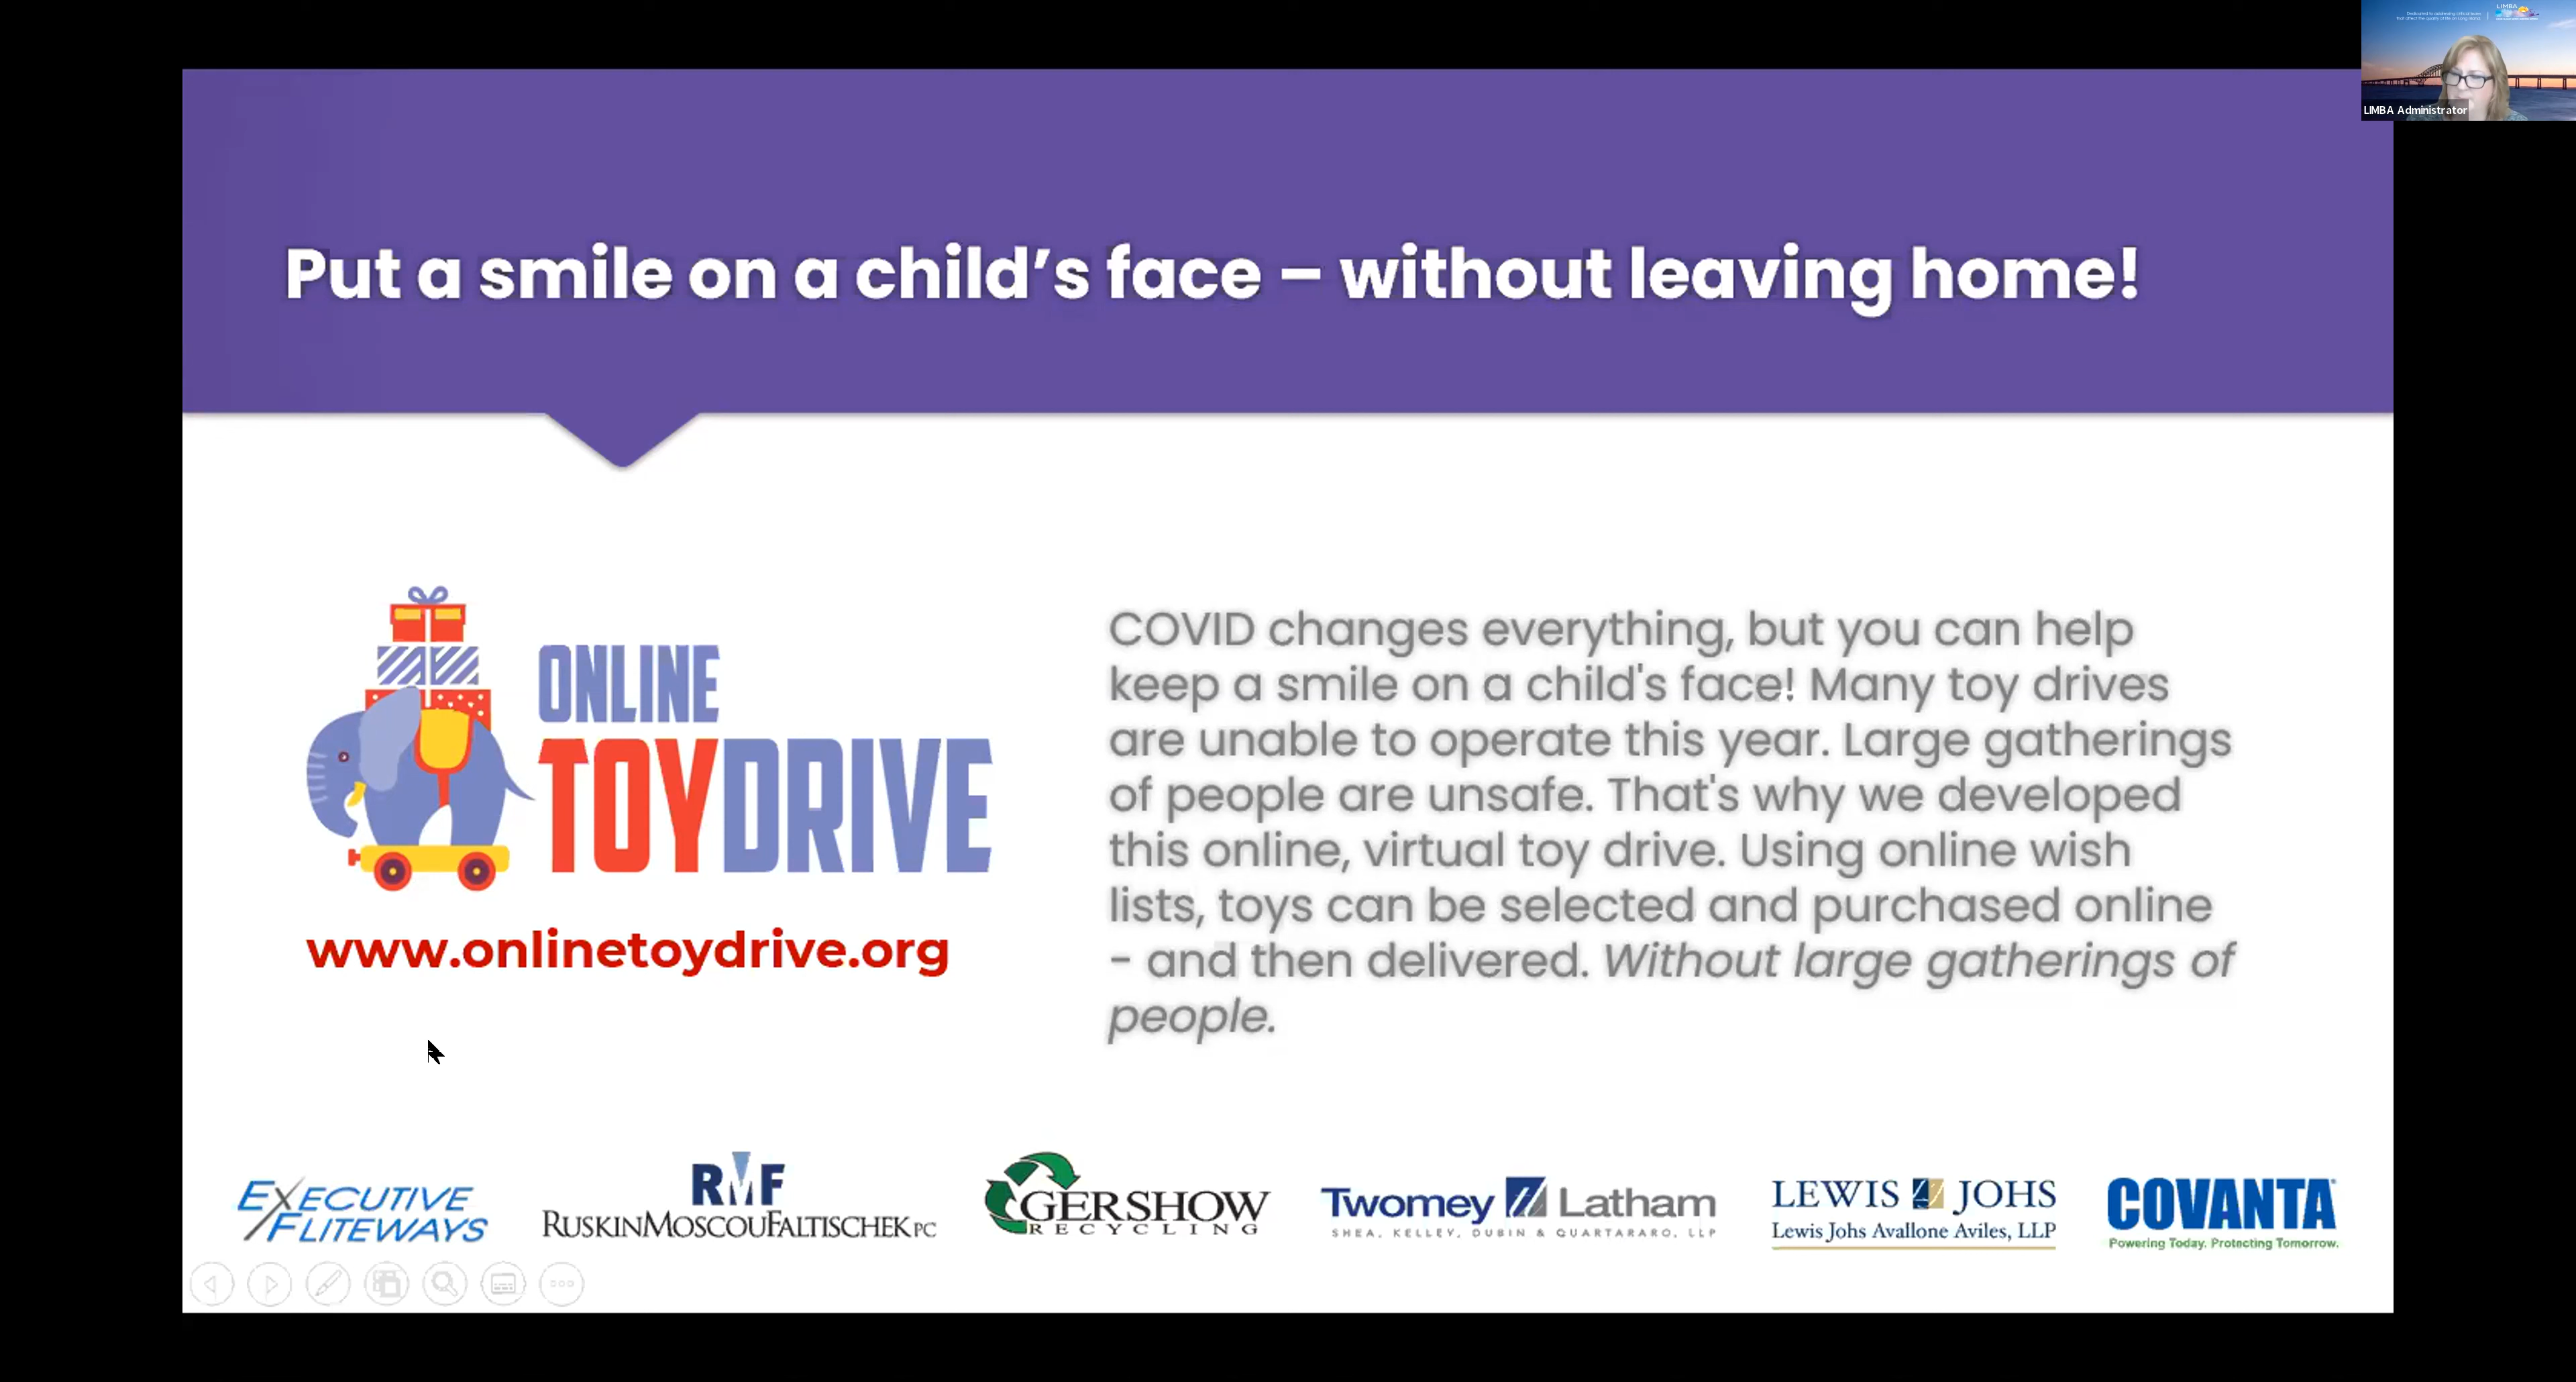 LIMBA
LIMBA Administrator
Put a smile on a child’s face – without leaving home!
ONLINE
TOYDRIVE
www.onlinetoydrive.org
COVID changes everything, but you can help
keep a smile on a child's face! Many toy drives
are unable to operate this year. Large gatherings
of people are unsafe. That's why we developed
this online, virtual toy drive. Using online wish
lists, toys can be selected and purchased online
- and then delivered. Without large gatherings of
people.
EXECUTIVE
FLITEWAYS
RMF
RUSKINMOSCOUFALTISCHEK PC
GERSHOW
RECYCLING
Twomey Latham
SHEA, KELLEY, DUBIN & QUARTARARO, LLP
LEWIS JOHS
Lewis Johs Avallone Aviles, LLP
COVANTA
Powering Today. Protecting Tomorrow.